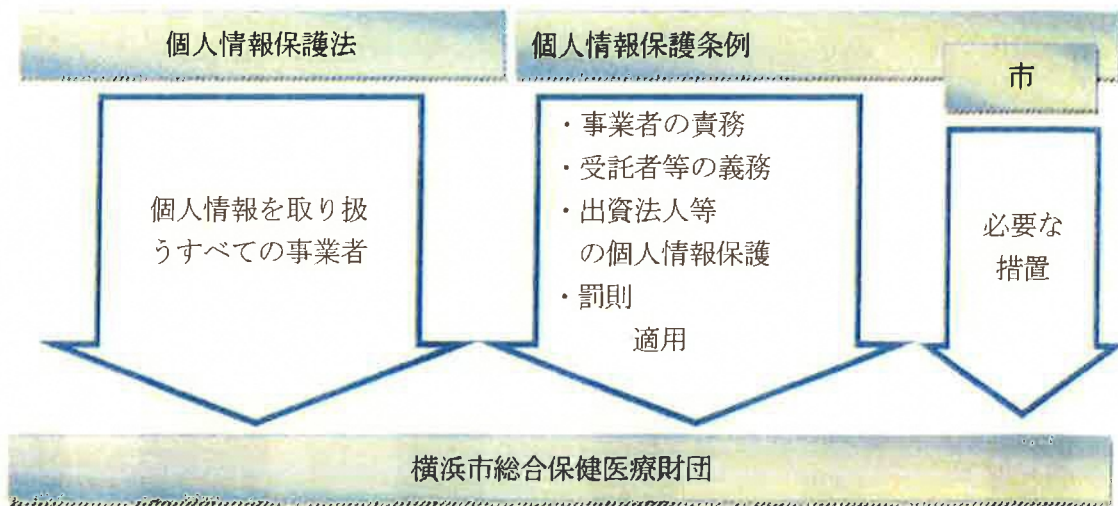 個人情報保護法
個人情報保護条例
市
個人情報を取り扱
うすべての事業者
・事業者の責務
・受託者等の義務
・出資法人等
の個人情報保護
・罰則
適用
必要な
措置
横浜市総合保健医療財団